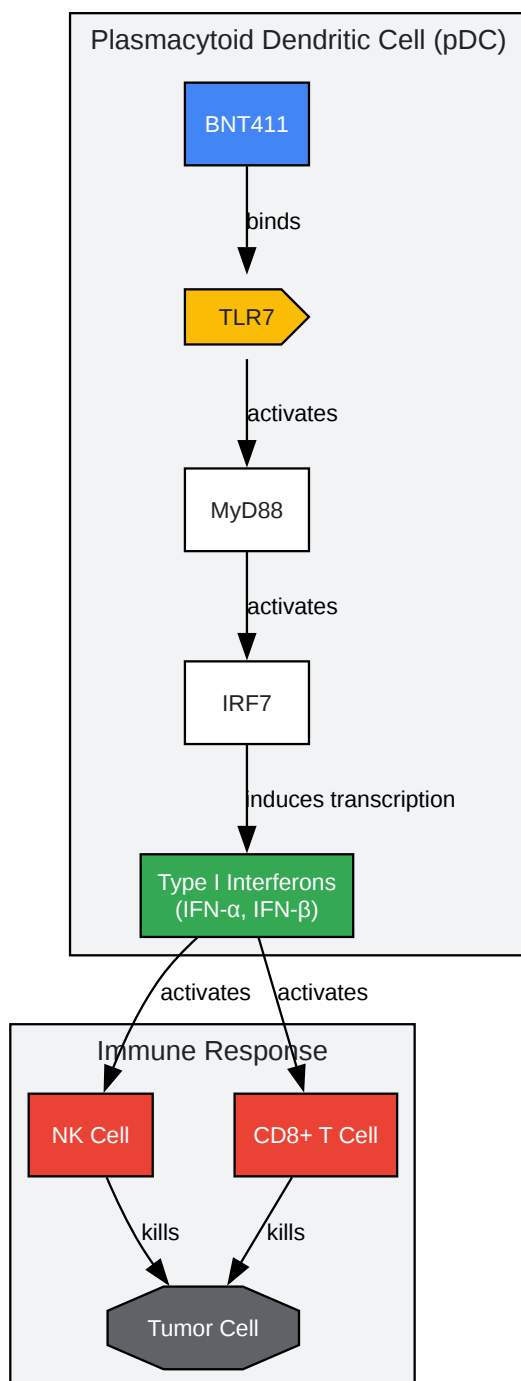 Plasmacytoid Dendritic Cell (pDC)
BNT411
binds
TLR7
activates
MyD88
activates
IRF7
induces transcription
Type I Interferons
(IFN-α, IFN-β)
activates
activates
Immune Response
NK Cell
CD8+ T Cell
kills
kills
Tumor Cell